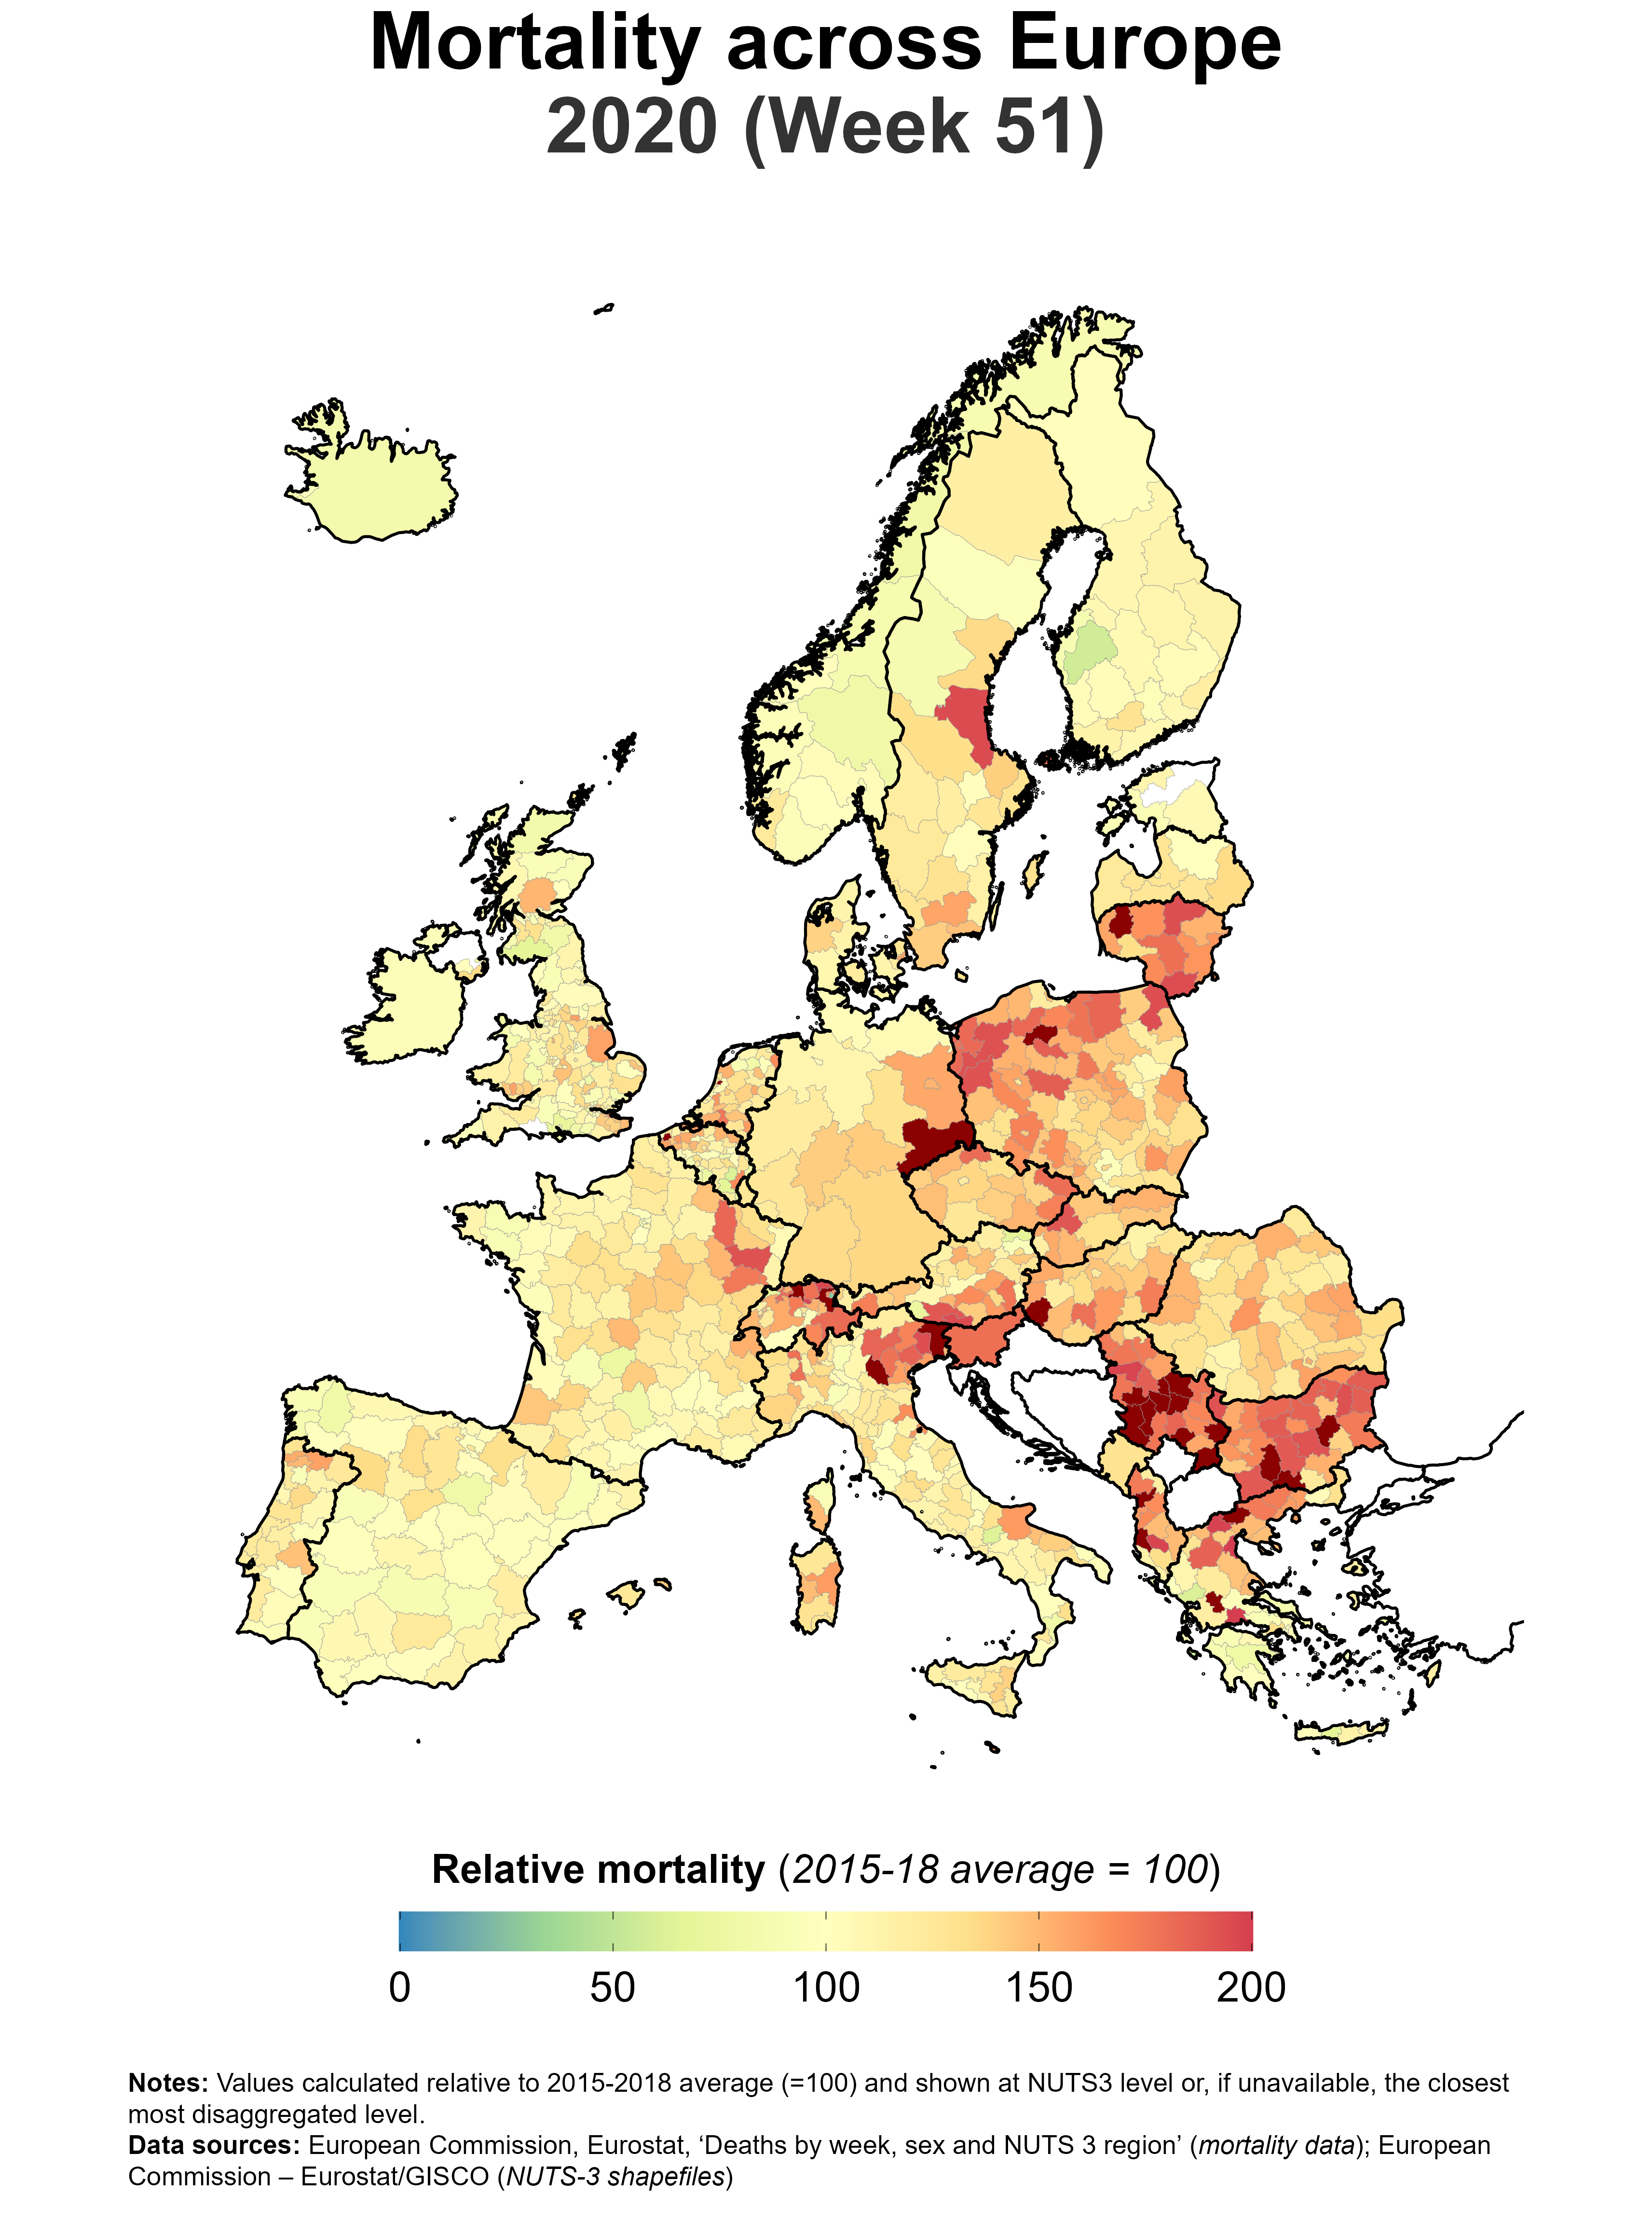 Mortality across Europe
2020 (Week 51)
Relative mortality (2015-18 average = 100)
0 50 100 150 200
Notes: Values calculated relative to 2015-2018 average (=100) and shown at NUTS3 level or, if unavailable, the closest
most disaggregated level.
Data sources: European Commission, Eurostat, ‘Deaths by week, sex and NUTS 3 region’ (mortality data); European
Commission – Eurostat/GISCO (NUTS-3 shapefiles)